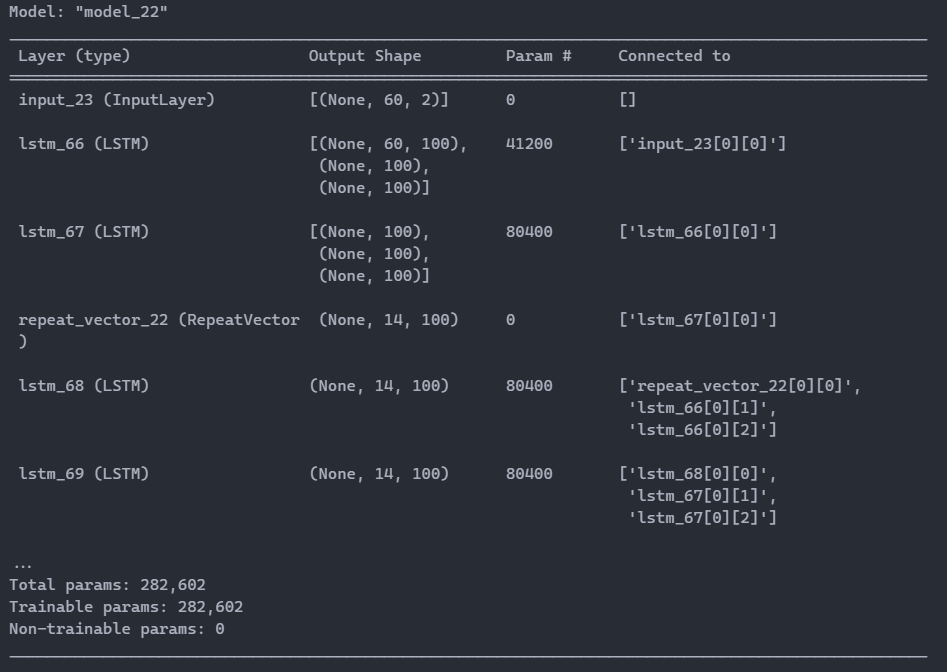 Model: "model_22"
Layer (type) Output Shape Param # Connected to
input_23 (InputLayer) [(None, 60, 2)] 0 []
lstm_66 (LSTM) [(None, 60, 100), 41200 ['input_23[0][0]']
(None, 100),
(None, 100)]
lstm_67 (LSTM) [(None, 100), 80400 ['lstm_66[0][0]']
(None, 100),
(None, 100)]
repeat_vector_22 (RepeatVector (None, 14, 100) 0 ['lstm_67[0][0]']
)
lstm_68 (LSTM) (None, 14, 100) 80400 ['repeat_vector_22[0][0]',
'lstm_66[0][1]',
'lstm_66[0][2]']
lstm_69 (LSTM) (None, 14, 100) 80400 ['lstm_68[0][0]',
'lstm_67[0][1]',
'lstm_67[0][2]']
...
Total params: 282,602
Trainable params: 282,602
Non-trainable params: 0